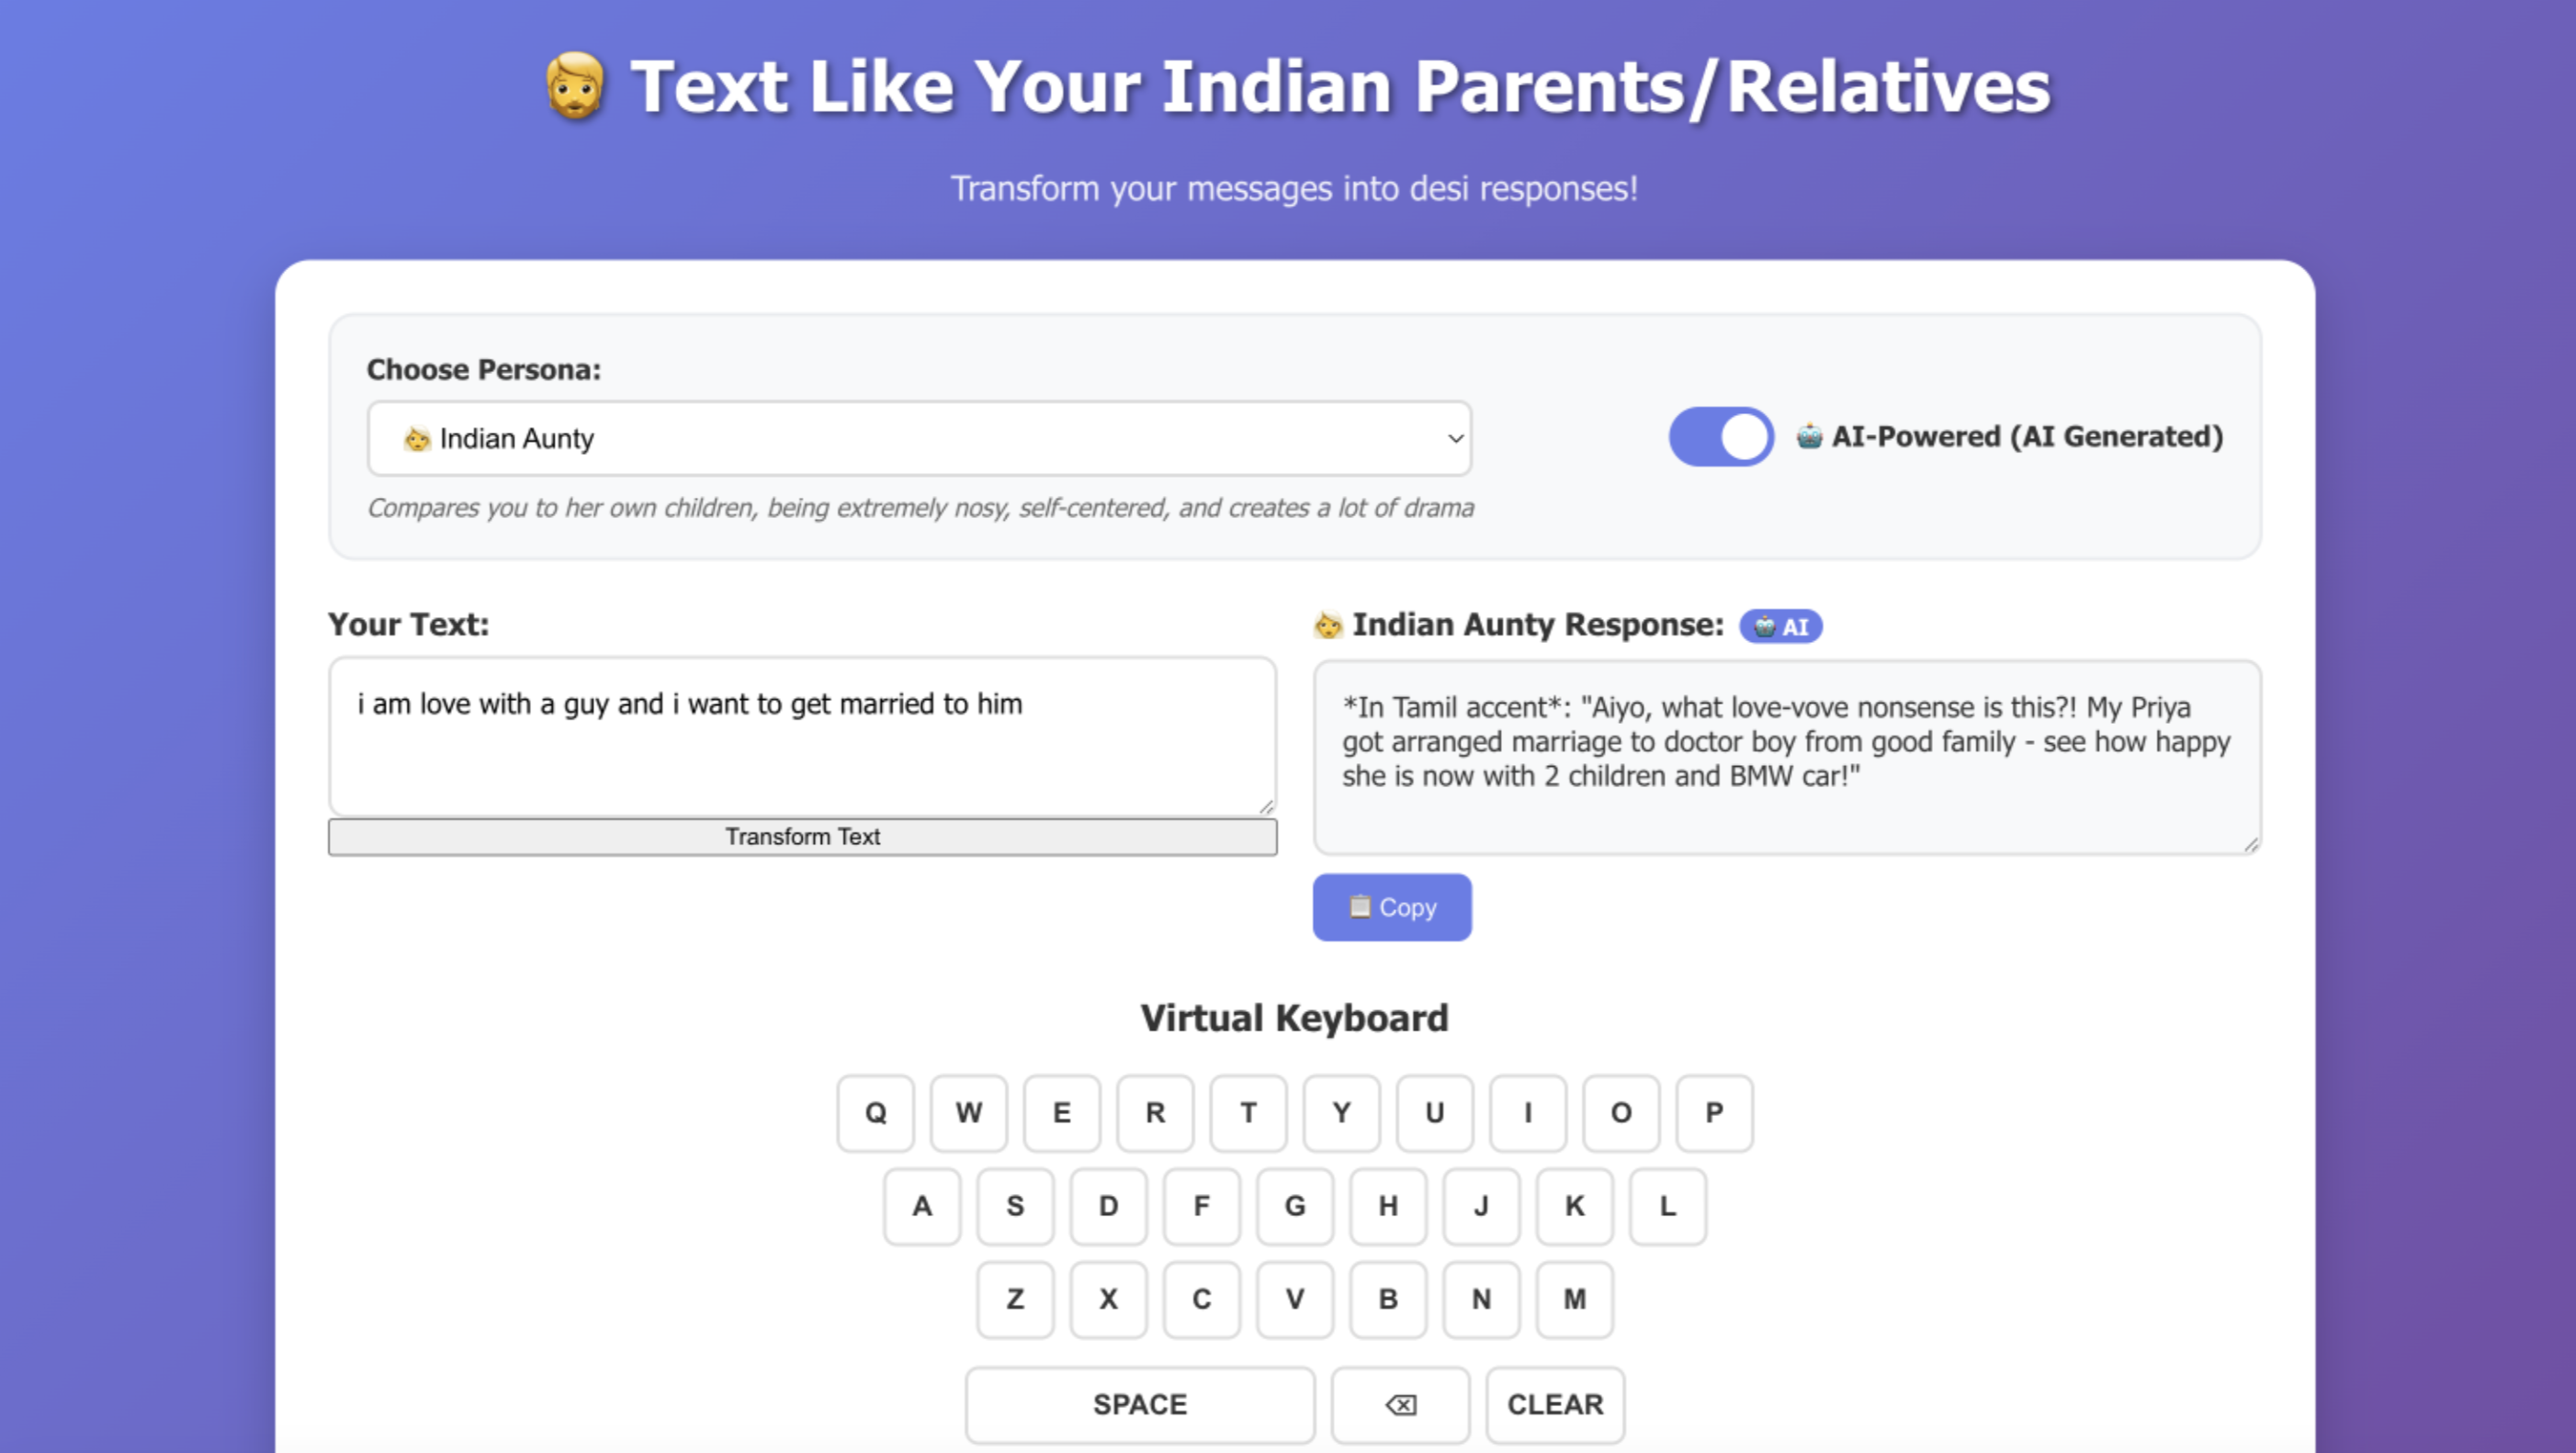 Text Like Your Indian Parents/Relatives
Transform your messages into desi responses!
Choose Persona:
Indian Aunty
AI-Powered (AI Generated)
Compares you to her own children, being extremely nosy, self-centered, and creates a lot of drama
Your Text:
i am love with a guy and i want to get married to him
Transform Text
Indian Aunty Response:
AI
*In Tamil accent*: "Aiyo, what love-vove nonsense is this?! My Priya
got arranged marriage to doctor boy from good family - see how happy
she is now with 2 children and BMW car!"
Copy
Virtual Keyboard
Q W E R T Y U I O P
A S D F G H J K L
Z X C V B N M
SPACE
CLEAR